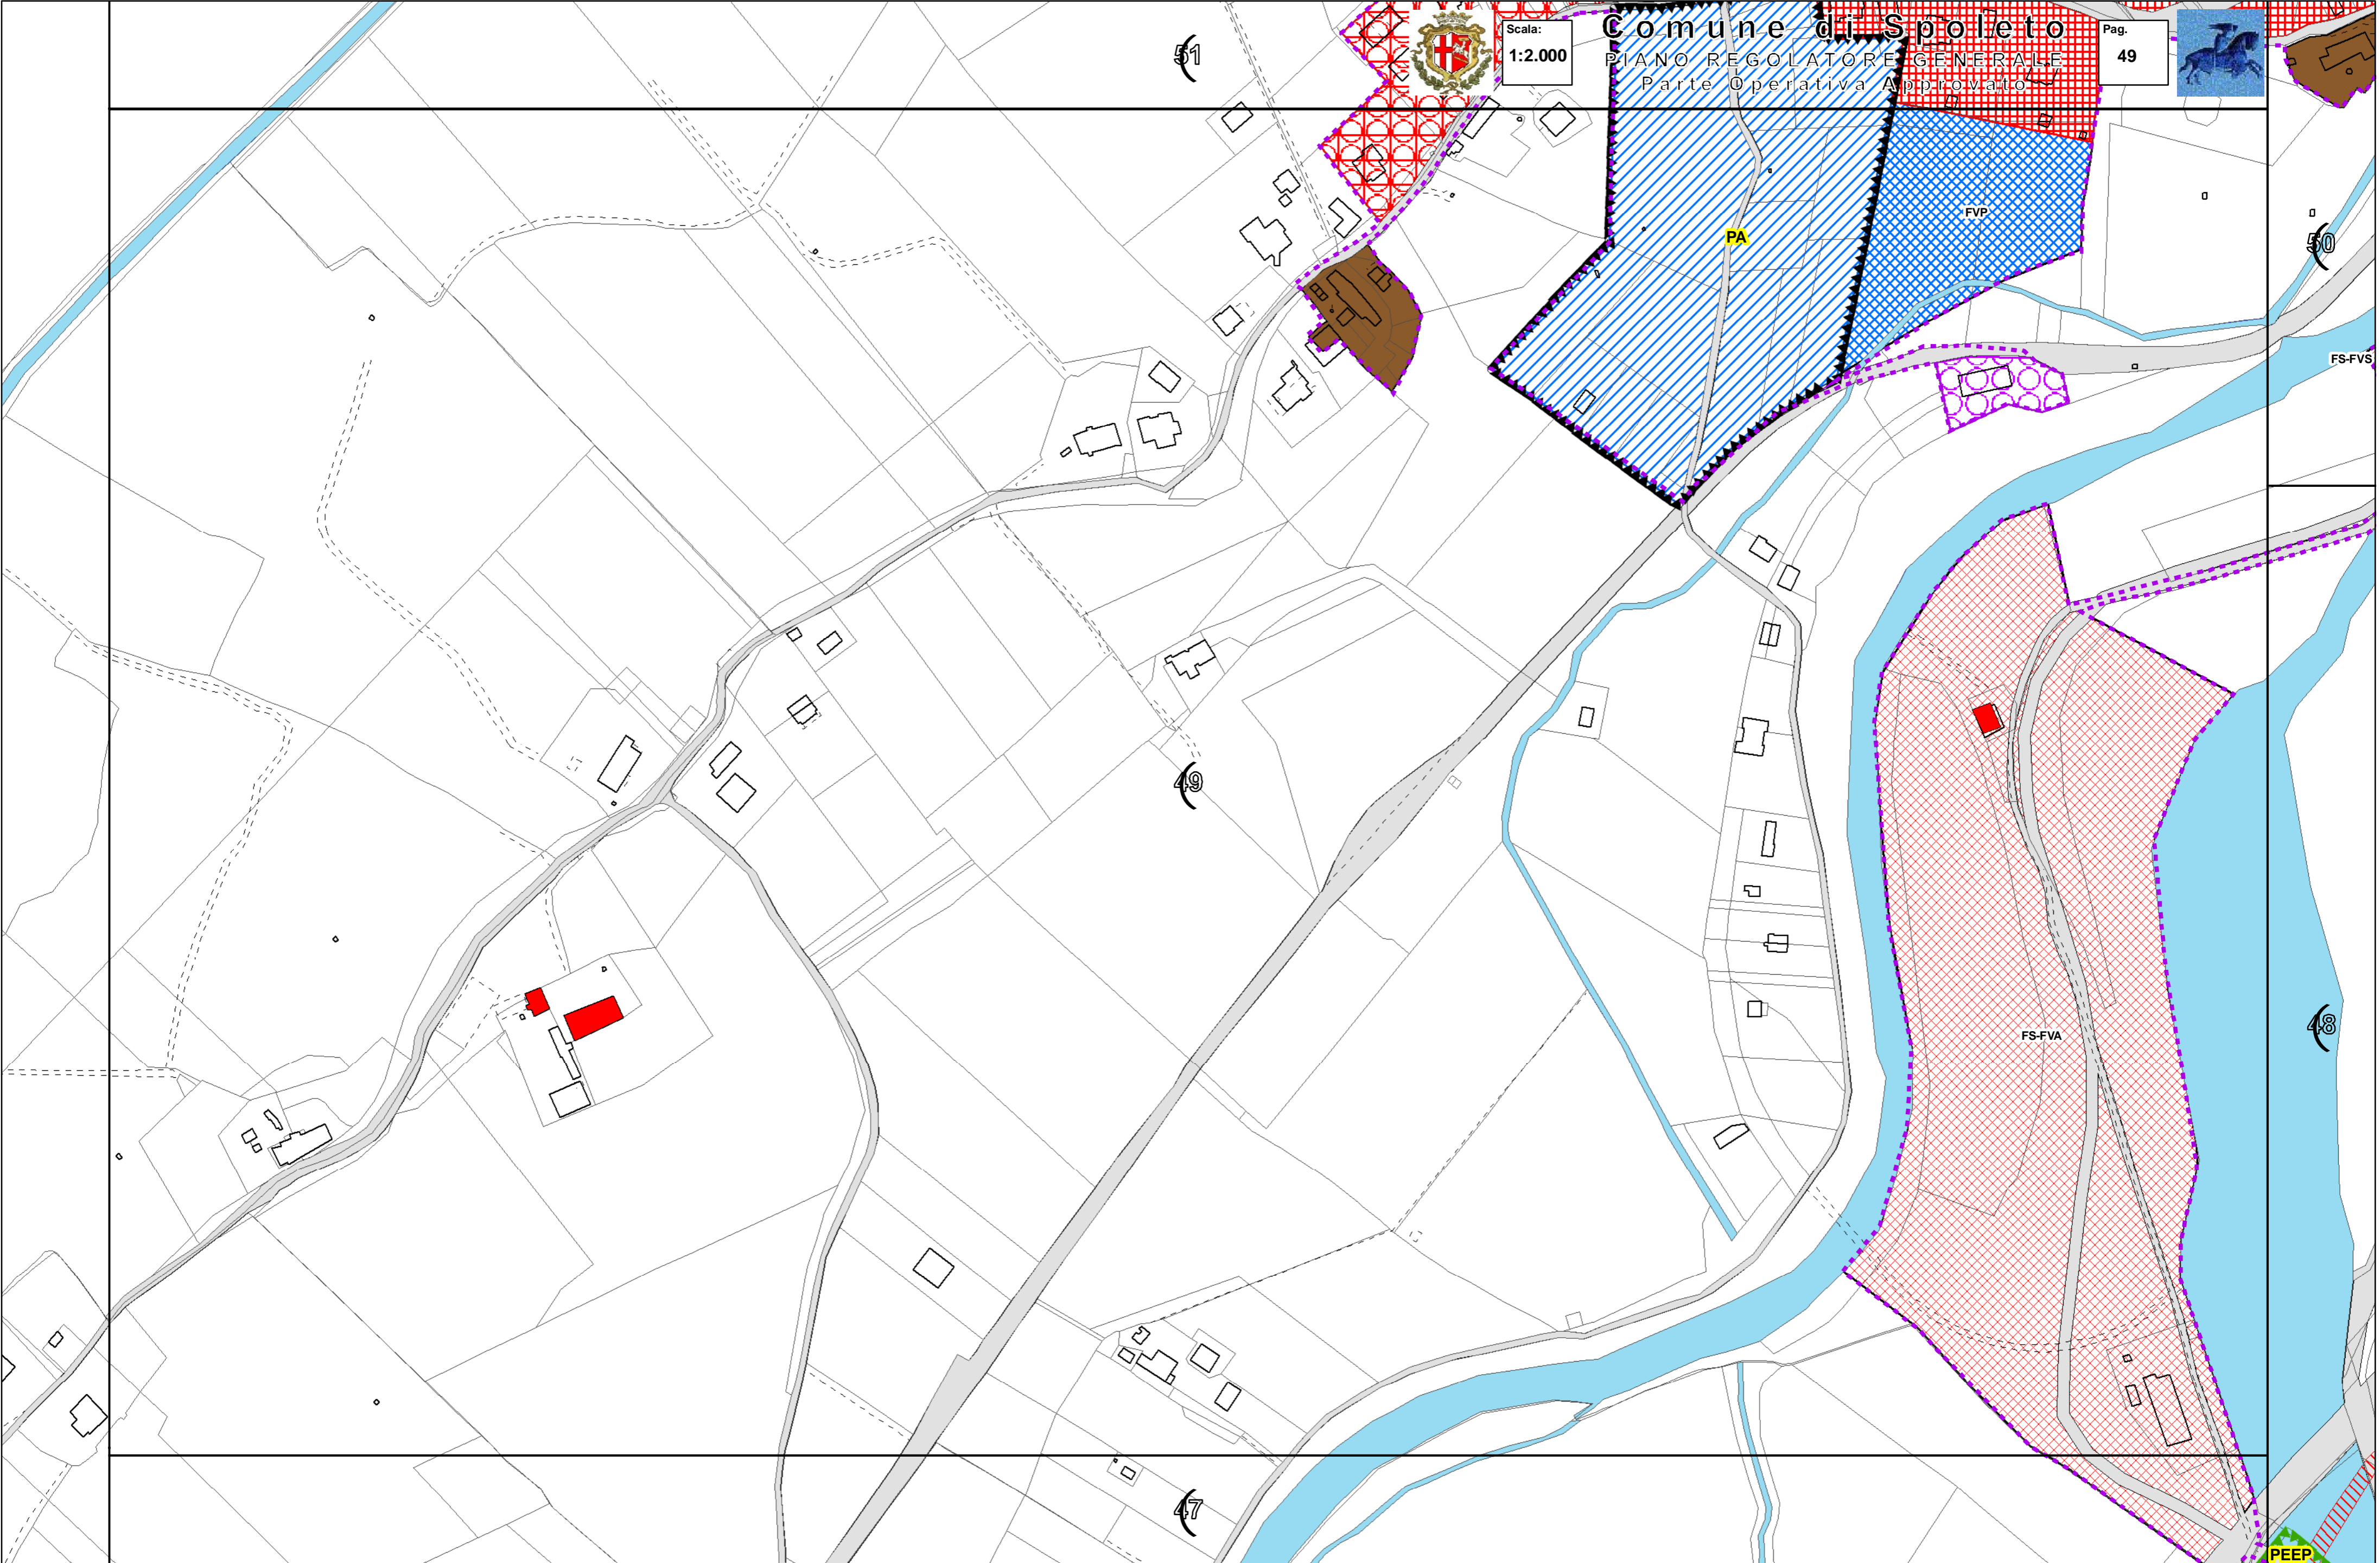 51
Scala:
1:2.000
Comune di Spoleto
PIANO REGOLATORE GENERALE
Parte Operativa Approvato
Pag.
49
FVP
PA
50
FS-FVS
49
FS-FVA
48
47
PEEP